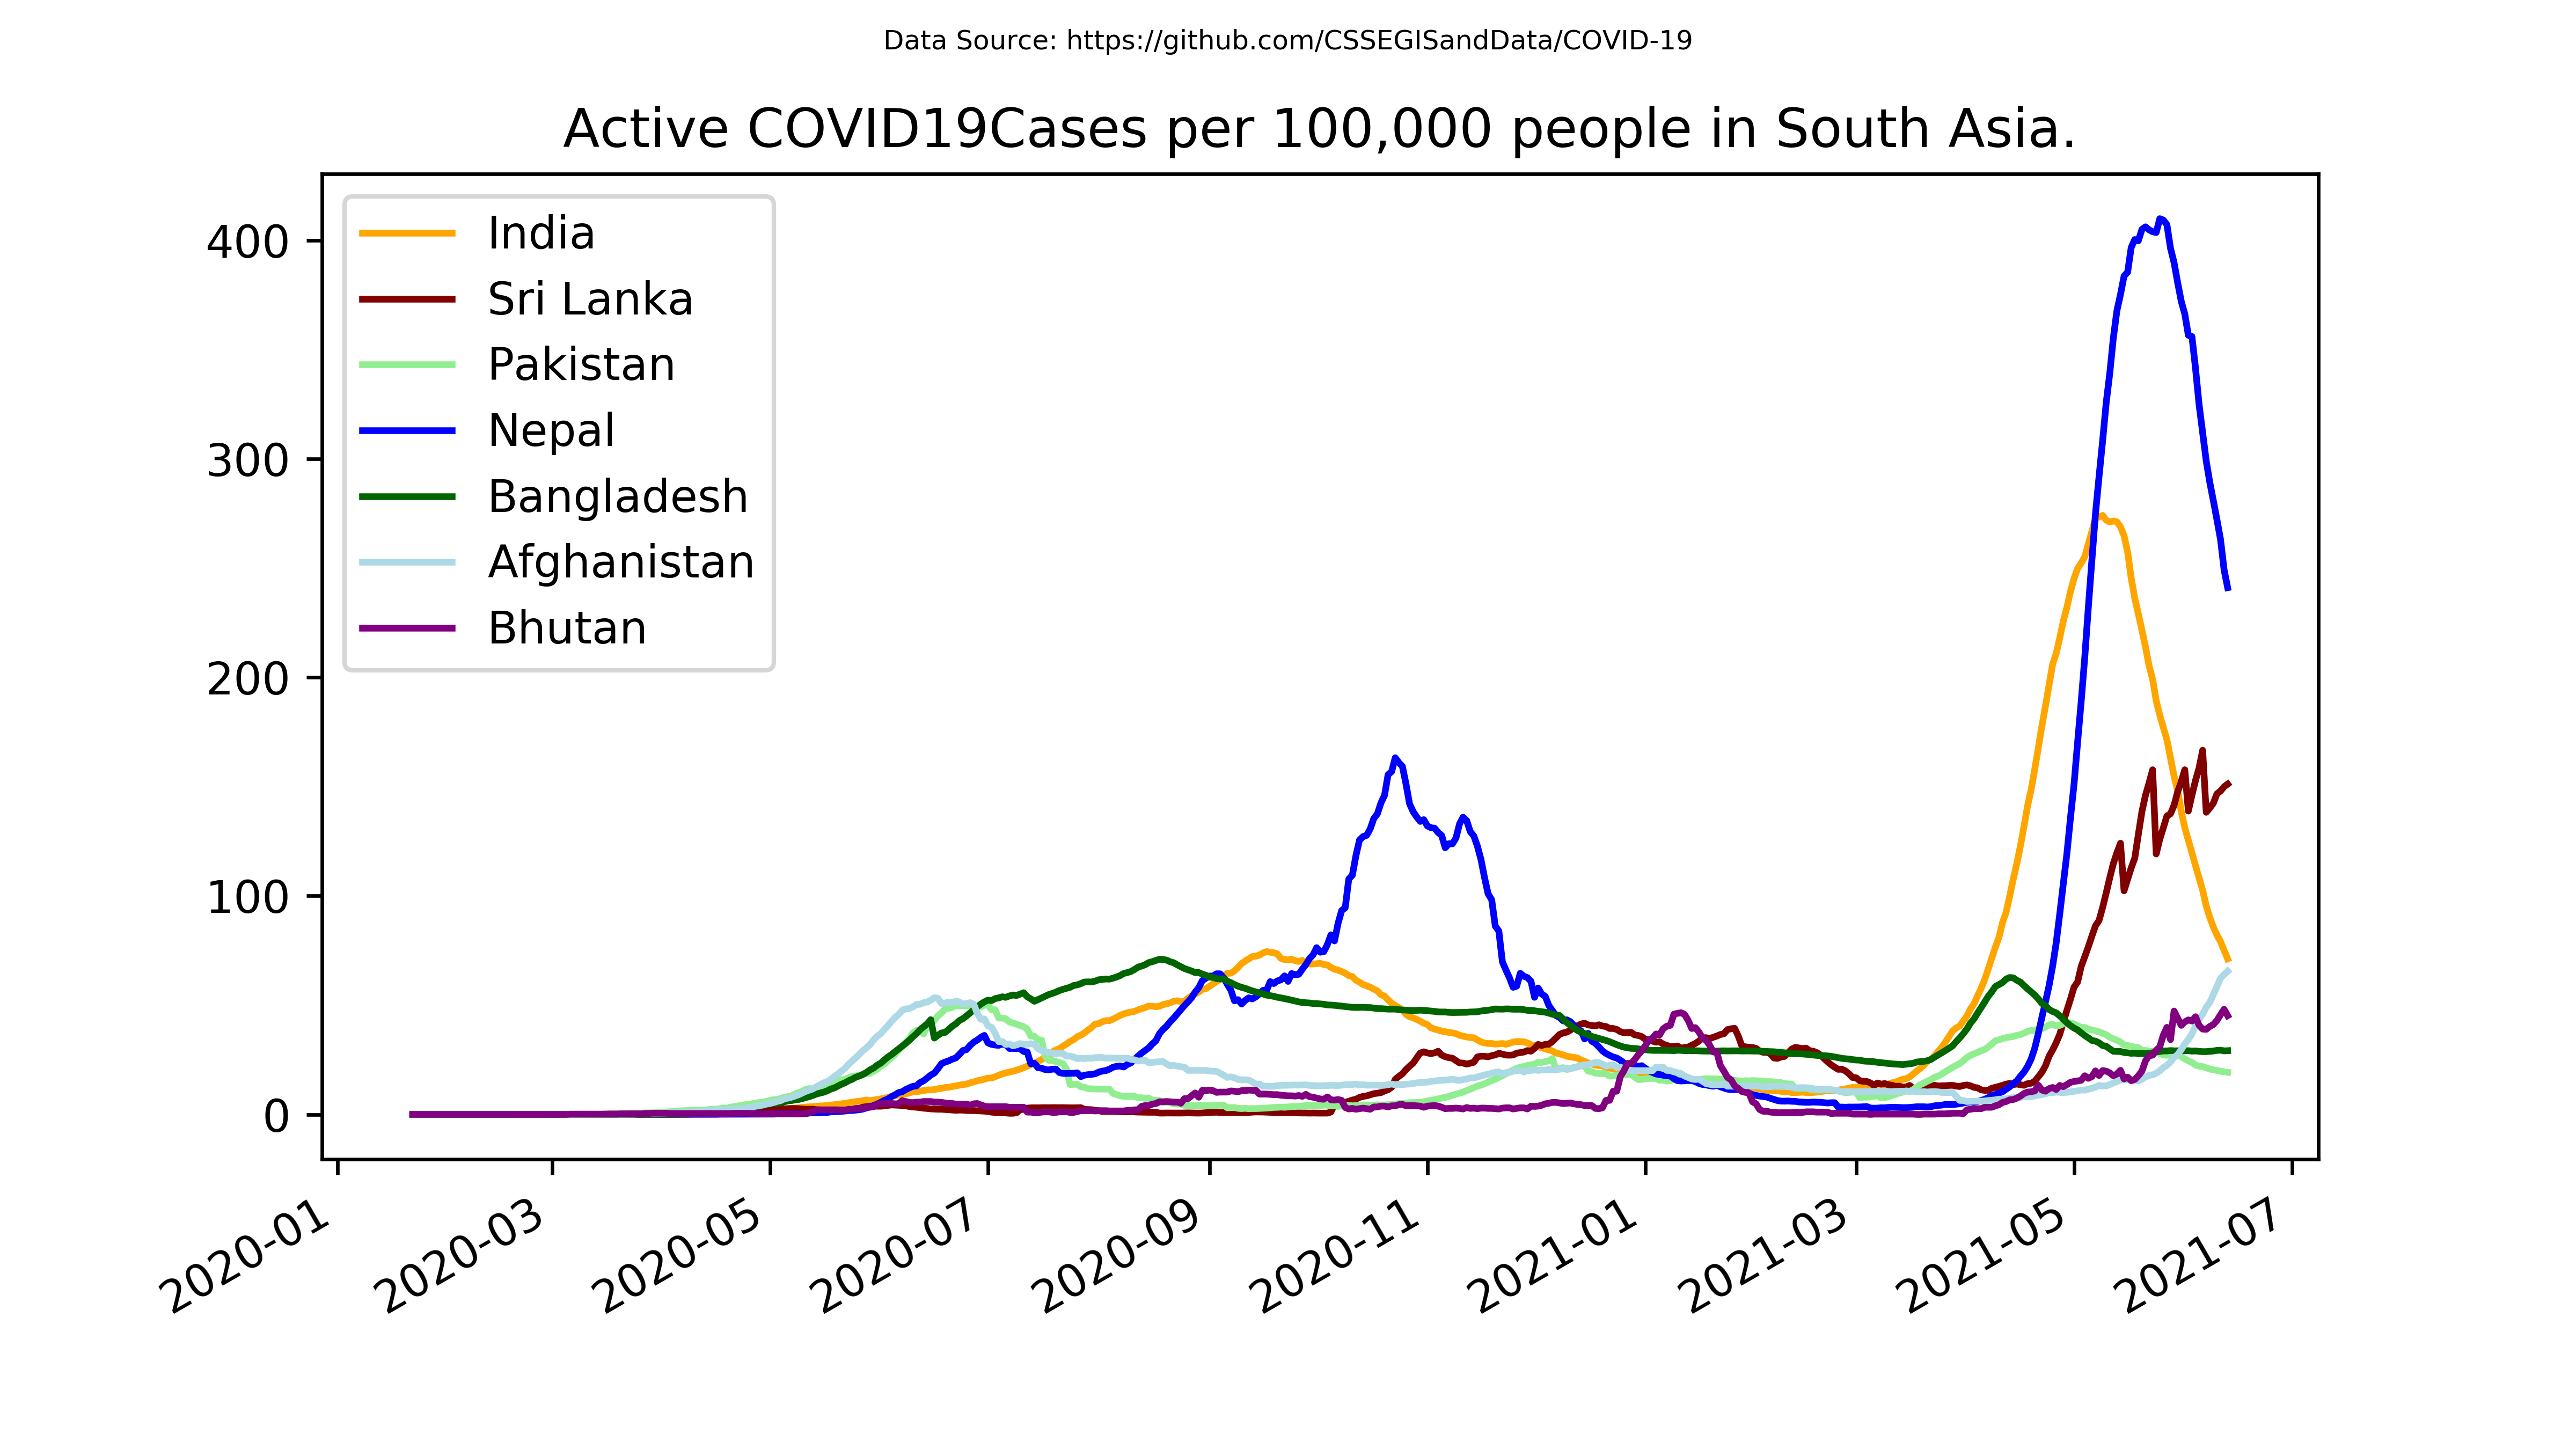 Data Source: https://github.com/CSSEGISandData/COVID-19
Active COVID19Cases per 100,000 people in South Asia.
India
Sri Lanka
Pakistan
Nepal
Bangladesh
Afghanistan
Bhutan
400
300
200
100
0
2020-01
2020-03
2020-05
2020-07
2020-09
2020-11
2021-01
2021-03
2021-05
2021-07